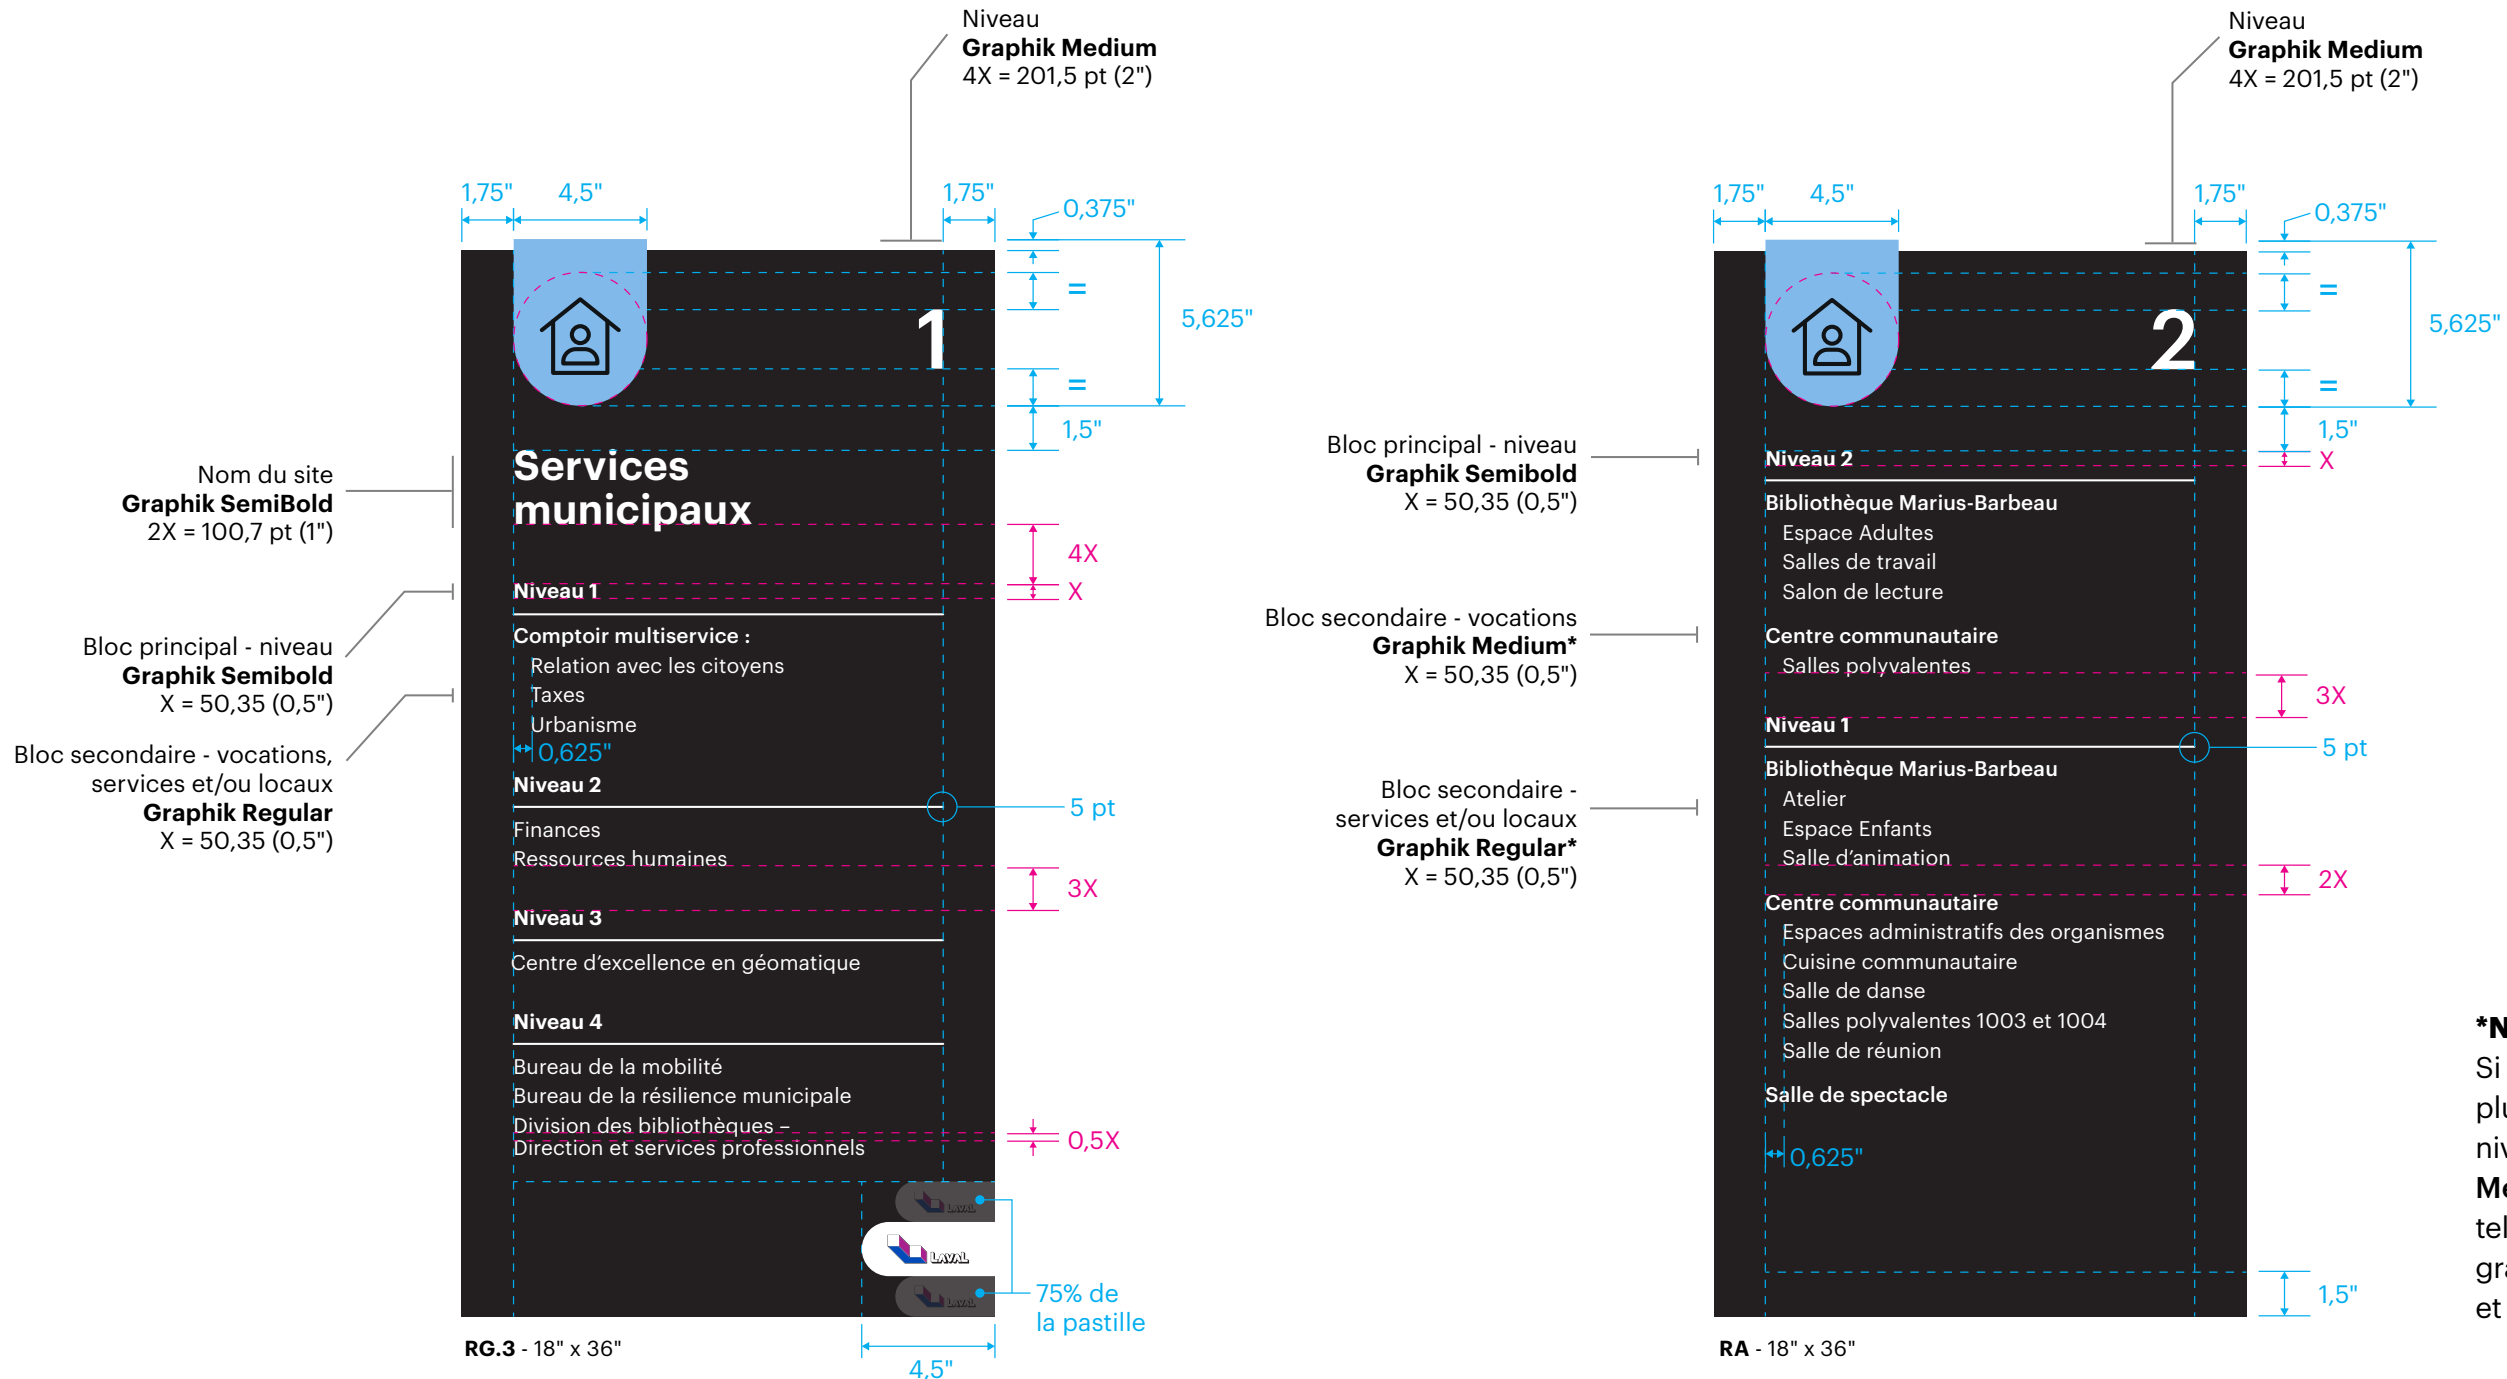 Niveau
Graphik Medium
4X = 201,5 pt (2")
1,75"
4,5"
1,75"
0,375"
=
5,625"
1
=
1,5"
Nom du site
Graphik SemiBold
2X = 100,7 pt (1")
Services
municipaux
4X
X
Bloc principal - niveau
Graphik Semibold
X = 50,35 (0,5")
Bloc secondaire - vocations,
services et/ou locaux
Graphik Regular
X = 50,35 (0,5")
Niveau 1
Comptoir multiservice :
Relation avec les citoyens
Taxes
Urbanisme
0,625"
Niveau 2
5 pt
Finances
Ressources humaines
3X
Niveau 3
Centre d’excellence en géomatique
Niveau 4
Bureau de la mobilité
Bureau de la résilience municipale
Division des bibliothèques –
Direction et services professionnels
0,5X
LAVAL
LAVAL
LAVAL
75% de
la pastille
4,5"
RG.3 - 18" x 36"
Niveau
Graphik Medium
4X = 201,5 pt (2")
1,75"
4,5"
1,75"
0,375"
=
5,625"
2
=
1,5"
X
Bloc principal - niveau
Graphik Semibold
X = 50,35 (0,5")
Bloc secondaire - vocations
Graphik Medium*
X = 50,35 (0,5")
Bloc secondaire -
services et/ou locaux
Graphik Regular*
X = 50,35 (0,5")
Niveau 2
Bibliothèque Marius-Barbeau
Espace Adultes
Salles de travail
Salon de lecture
Centre communautaire
Salles polyvalentes
3X
Niveau 1
5 pt
Bibliothèque Marius-Barbeau
Atelier
Espace Enfants
Salle d’animation
2X
Centre communautaire
Espaces administratifs des organismes
Cuisine communautaire
Salle de danse
Salles polyvalentes 1003 et 1004
Salle de réunion
Salle de spectacle
0,625"
1,5"
RA - 18" x 36"
Si
et